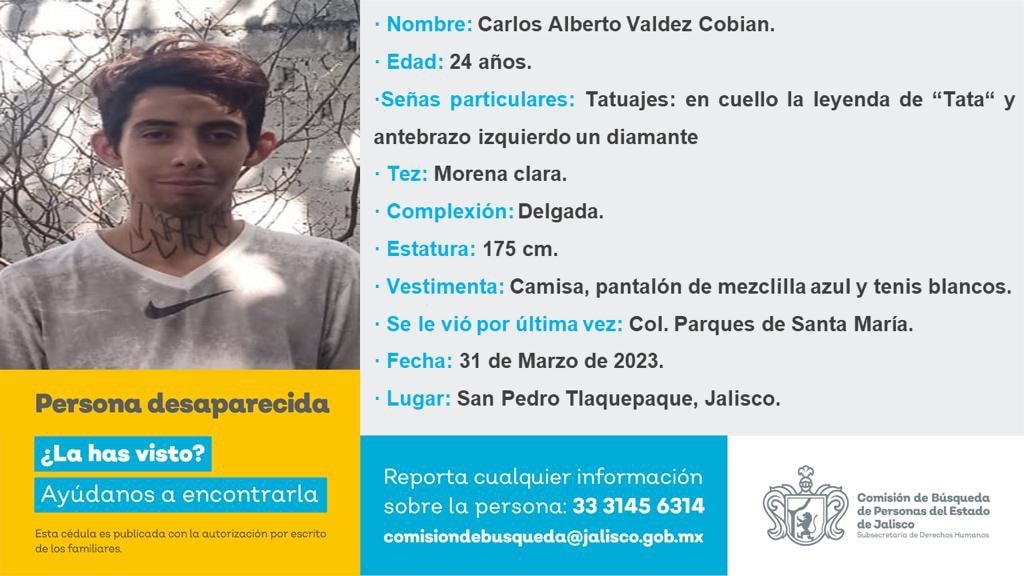 · Nombre: Carlos Alberto Valdez Cobian.
· Edad: 24 años.
·Señas particulares: Tatuajes: en cuello la leyenda de “Tata“ y
antebrazo izquierdo un diamante
· Tez: Morena clara.
· Complexión: Delgada.
· Estatura: 175 cm.
· Vestimenta: Camisa, pantalón de mezclilla azul y tenis blancos.
· Se le vió por última vez: Col. Parques de Santa María.
· Fecha: 31 de Marzo de 2023.
· Lugar: San Pedro Tlaquepaque, Jalisco.
Persona desaparecida
¿La has visto?
Ayúdanos a encontrarla
Esta cédula es publicada con la autorización por escrito
de los familiares.
Reporta cualquier información
sobre la persona: 33 3145 6314
comisiondebusqueda@jalisco.gob.mx
Comisión de Búsqueda
de Personas del Estado
de Jalisco
Subsecretaría de Derechos Humanos